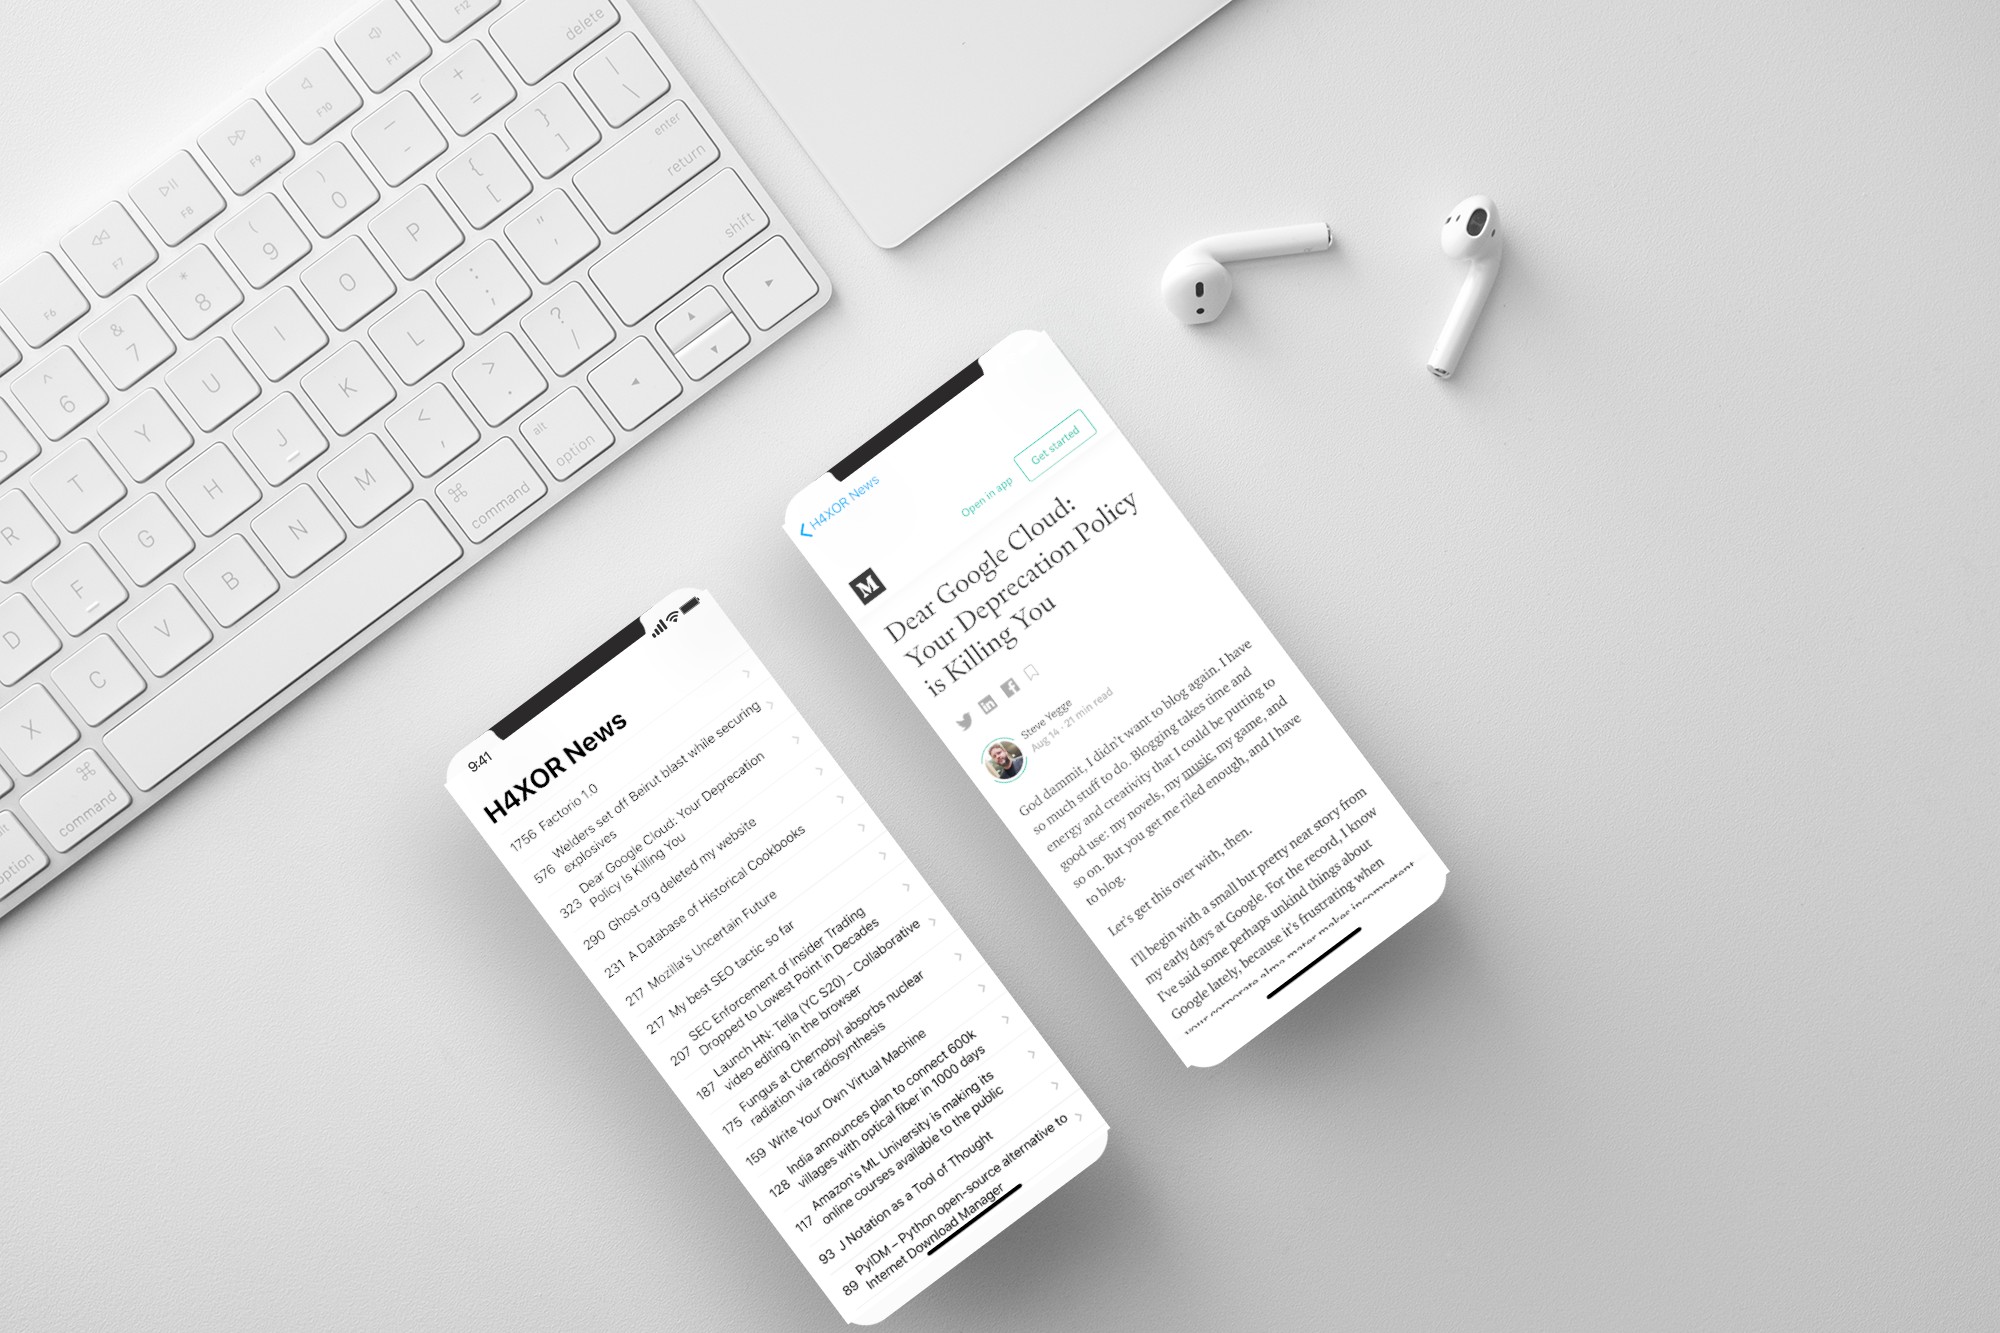 F12
delete
F11
F10
F9
F8
F7
F6
+
=
|
\
—
-
}
]
enter
return
)
0
{
[
(
9
P
"
'
shift
*
8
O
:
;
&
7
I
L
?
/
^
6
U
K
>
.
Y
J
<
,
alt
option
T
H
M
⌘
command
R
G
N
F
B
D
V
C
X
⌘
command
alt
option
9:41
H4XOR News
1756 Factorio 1.0
576 Welders set off Beirut blast while securing
explosives
323 Dear Google Cloud: Your Deprecation
Policy Is Killing You
290 Ghost.org deleted my website
231 A Database of Historical Cookbooks
217 Mozilla's Uncertain Future
217 My best SEO tactic so far
207 SEC Enforcement of Insider Trading
Dropped to Lowest Point in Decades
187 Launch HN: Tella (YC S20) – Collaborative
video editing in the browser
175 Fungus at Chernobyl absorbs nuclear
radiation via radiosynthesis
159 Write Your Own Virtual Machine
128 India announces plan to connect 600k
villages with optical fiber in 1000 days
117 Amazon's ML University is making its
online courses available to the public
93 J Notation as a Tool of Thought
89 PyIDM – Python open-source alternative to
Internet Download Manager
H4XOR News
Open in app
Get started
M
Dear Google Cloud:
Your Deprecation Policy
is Killing You
Steve Yegge
Aug 14 · 21 min read
God dammit, I didn't want to blog again. I have
so much stuff to do. Blogging takes time and
energy and creativity that I could be putting to
good use: my novels, my music, my game, and
so on. But you get me riled enough, and I have
to blog.
Let's get this over with, then.
I'll begin with a small but pretty neat story from
my early days at Google. For the record, I know
I've said some perhaps unkind things about
Google lately, because it's frustrating when
your corporate alma mater makes incompetent